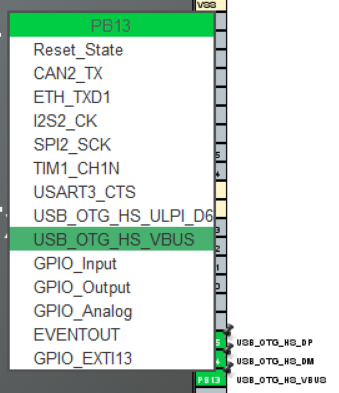 VSS
PB13
Reset_State
CAN2_TX
ETH_TXD1
I2S2_CK
SPI2_SCK
TIM1_CH1N
USART3_CTS
USB_OTG_HS_ULPI_D6
USB_OTG_HS_VBUS
GPIO_Input
GPIO_Output
GPIO_Analog
EVENTOUT
GPIO_EXTI13
USB_OTG_HS_DP
USB_OTG_HS_DM
PB13 USB_OTG_HS_VBUS